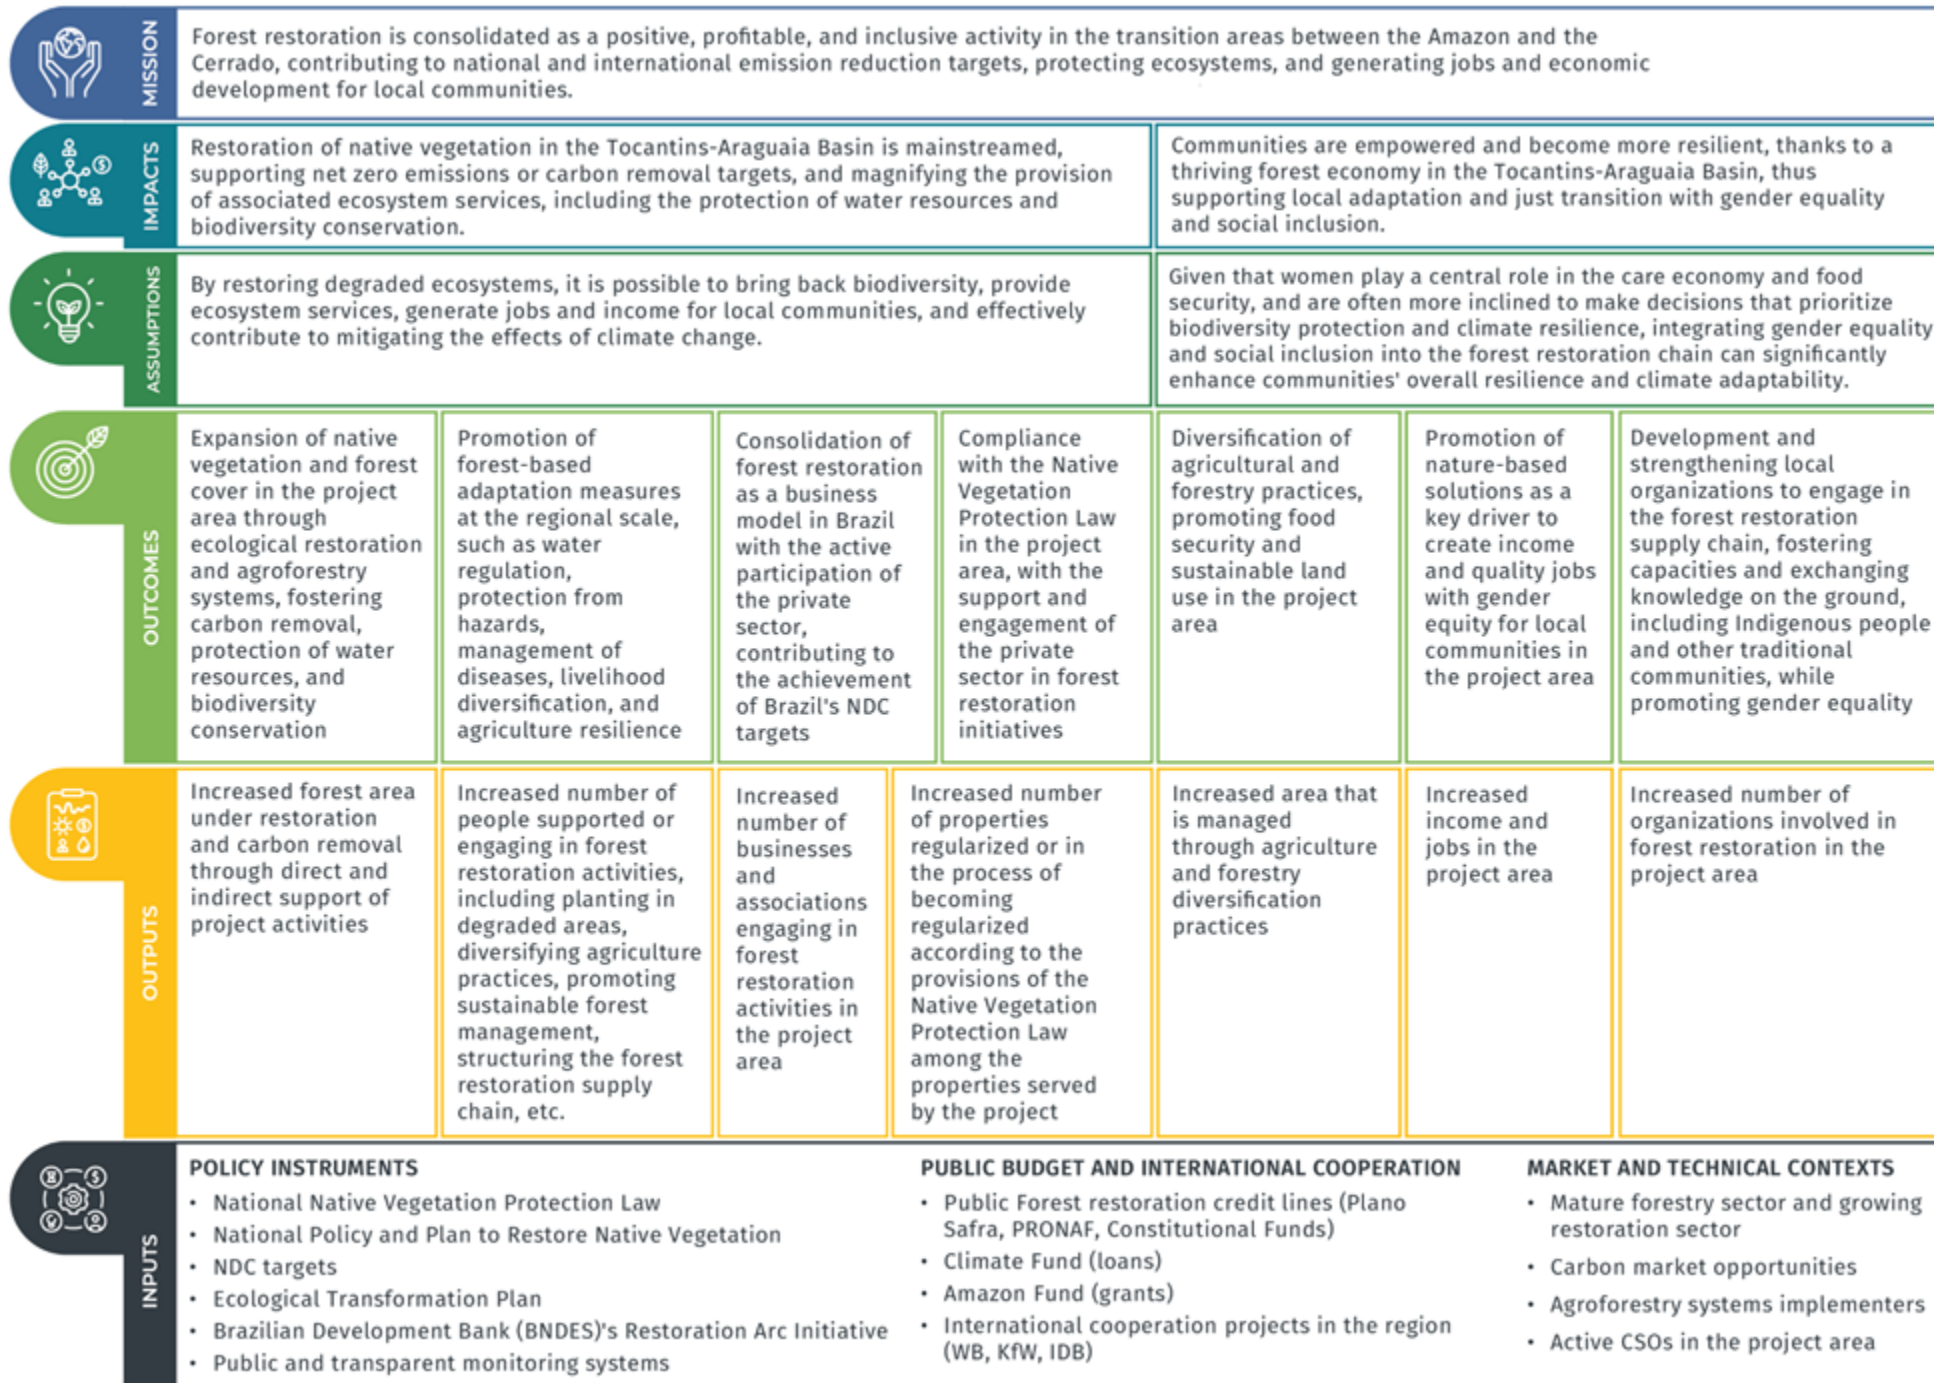 MISSION
Forest restoration is consolidated as a positive, profitable, and inclusive activity in the transition areas between the Amazon and the
Cerrado, contributing to national and international emission reduction targets, protecting ecosystems, and generating jobs and economic
development for local communities.
IMPACTS
Restoration of native vegetation in the Tocantins-Araguaia Basin is mainstreamed,
supporting net zero emissions or carbon removal targets, and magnifying the provision
of associated ecosystem services, including the protection of water resources and
biodiversity conservation.
Communities are empowered and become more resilient, thanks to a
thriving forest economy in the Tocantins-Araguaia Basin, thus
supporting local adaptation and just transition with gender equality
and social inclusion.
ASSUMPTIONS
By restoring degraded ecosystems, it is possible to bring back biodiversity, provide
ecosystem services, generate jobs and income for local communities, and effectively
contribute to mitigating the effects of climate change.
Given that women play a central role in the care economy and food
security, and are often more inclined to make decisions that prioritize
biodiversity protection and climate resilience, integrating gender equality
and social inclusion into the forest restoration chain can significantly
enhance communities' overall resilience and climate adaptability.
OUTCOMES
Expansion of native
vegetation and forest
cover in the project
area through
ecological restoration
and agroforestry
systems, fostering
carbon removal,
protection of water
resources, and
biodiversity
conservation
Promotion of
forest-based
adaptation measures
at the regional scale,
such as water
regulation,
protection from
hazards,
management of
diseases, livelihood
diversification, and
agriculture resilience
Consolidation of
forest restoration
as a business
model in Brazil
with the active
participation of
the private
sector,
contributing to
the achievement
of Brazil's NDC
targets
Compliance
with the Native
Vegetation
Protection Law
in the project
area, with the
support and
engagement of
the private
sector in forest
restoration
initiatives
Diversification of
agricultural and
forestry practices,
promoting food
security and
sustainable land
use in the project
area
Promotion of
nature-based
solutions as a
key driver to
create income
and quality jobs
with gender
equity for local
communities in
the project area
Development and
strengthening local
organizations to engage in
the forest restoration
supply chain, fostering
capacities and exchanging
knowledge on the ground,
including Indigenous people
and other traditional
communities, while
promoting gender equality
OUTPUTS
Increased forest area
under restoration
and carbon removal
through direct and
indirect support of
project activities
Increased number of
people supported or
engaging in forest
restoration activities,
including planting in
degraded areas,
diversifying agriculture
practices, promoting
sustainable forest
management,
structuring the forest
restoration supply
chain, etc.
Increased
number of
businesses
and
associations
engaging in
forest
restoration
activities in
the project
area
Increased number
of properties
regularized or in
the process of
becoming
regularized
according to the
provisions of the
Native Vegetation
Protection Law
among the
properties served
by the project
Increased area that
is managed
through agriculture
and forestry
diversification
practices
Increased
income and
jobs in the
project area
Increased number of
organizations involved in
forest restoration in the
project area
INPUTS
POLICY INSTRUMENTS
• National Native Vegetation Protection Law
• National Policy and Plan to Restore Native Vegetation
• NDC targets
• Ecological Transformation Plan
• Brazilian Development Bank (BNDES)'s Restoration Arc Initiative
• Public and transparent monitoring systems
PUBLIC BUDGET AND INTERNATIONAL COOPERATION
• Public Forest restoration credit lines (Plano
Safra, PRONAF, Constitutional Funds)
• Climate Fund (loans)
• Amazon Fund (grants)
• International cooperation projects in the region
(WB, KfW, IDB)
MARKET AND TECHNICAL CONTEXTS
• Mature forestry sector and growing
restoration sector
• Carbon market opportunities
• Agroforestry systems implementers
• Active CSOs in the project area